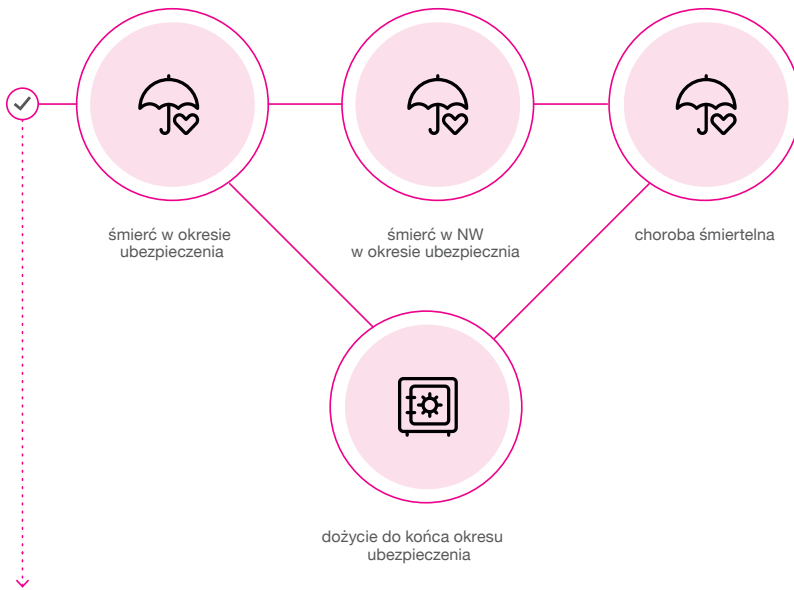 śmierć w okresie
ubezpieczenia
śmierć w NW
w okresie ubezpiecznia
choroba śmiertelna
dożycie do końca okresu
ubezpieczenia